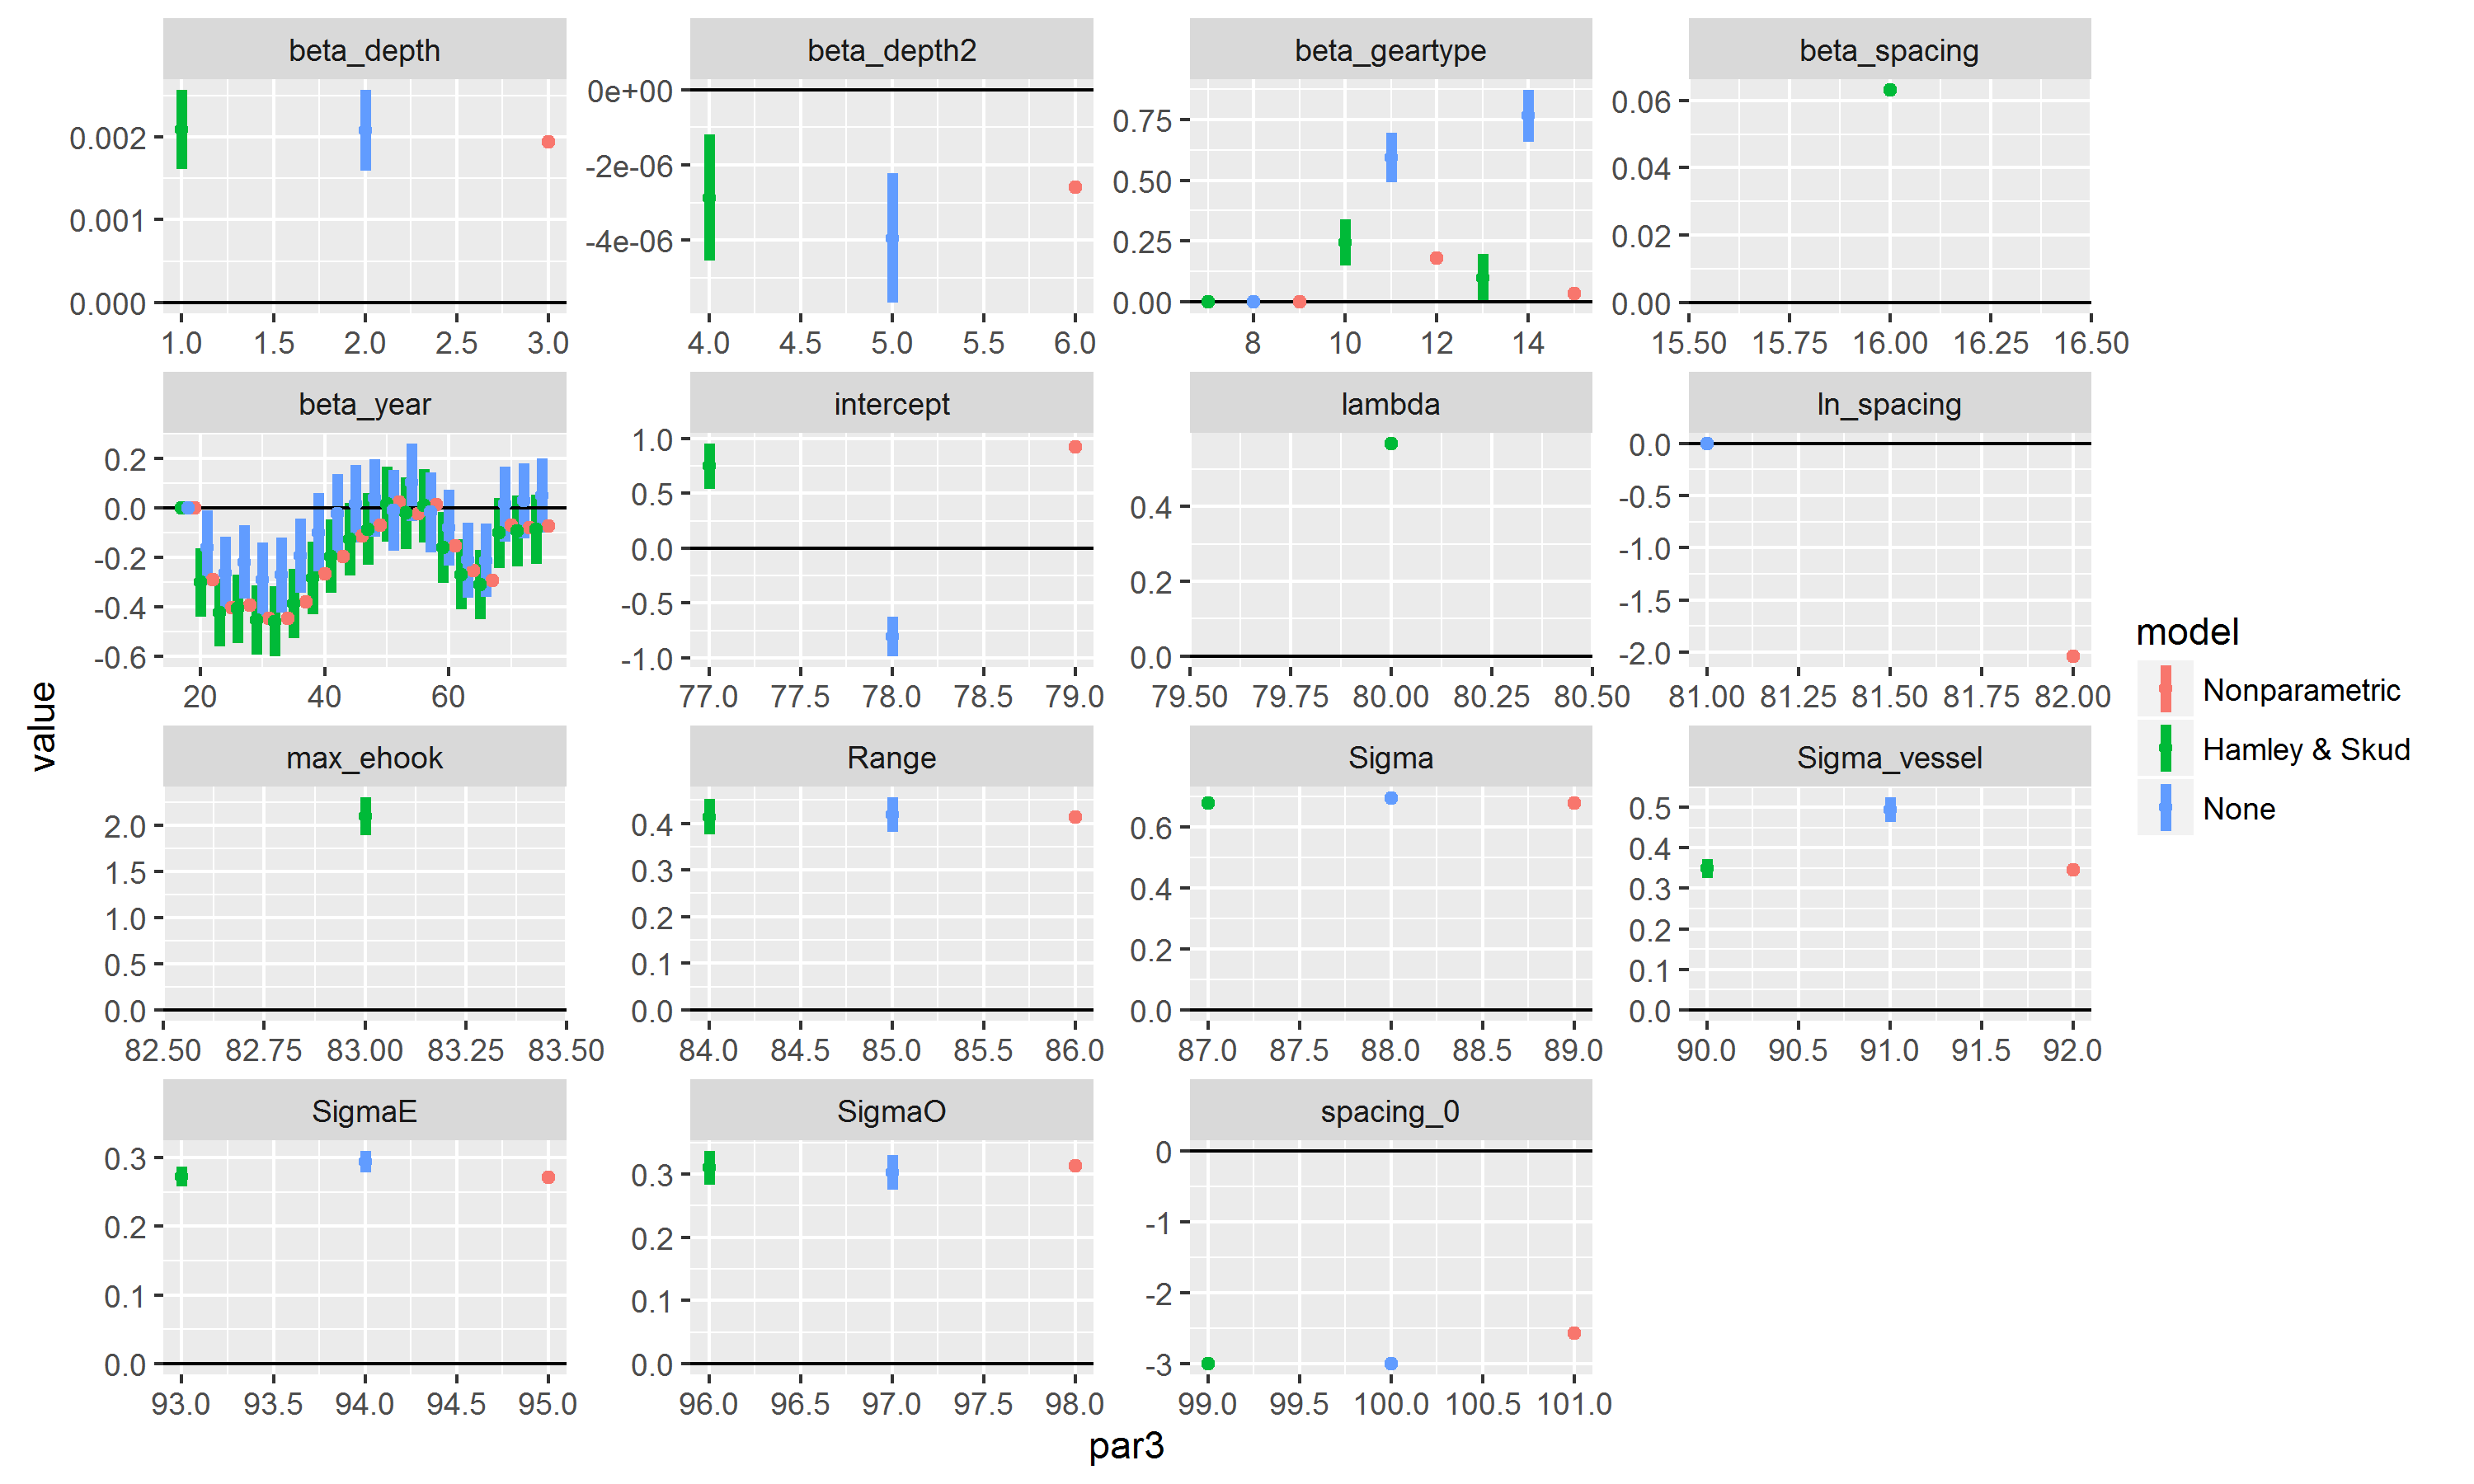 beta_depth beta_depth2 beta_geartype beta_spacing
0.002
0.001
0.000
1.0 1.5 2.0 2.5 3.0
0e+00
-2e-06
-4e-06
4.0 4.5 5.0 5.5 6.0
0.75
0.50
0.25
0.00
8 10 12 14
0.06
0.04
0.02
0.00
15.50 15.75 16.00 16.25 16.50
beta_year intercept lambda ln_spacing
0.2
0.0
-0.2
-0.4
-0.6
20 40 60
1.0
0.5
0.0
-0.5
-1.0
77.0 77.5 78.0 78.5 79.0
0.4
0.2
0.0
79.50 79.75 80.00 80.25 80.50
0.0
-0.5
-1.0
-1.5
-2.0
81.00 81.25 81.50 81.75 82.00
max_ehook Range Sigma Sigma_vessel
2.0
1.5
1.0
0.5
0.0
82.50 82.75 83.00 83.25 83.50
0.4
0.3
0.2
0.1
0.0
84.0 84.5 85.0 85.5 86.0
0.6
0.4
0.2
0.0
87.0 87.5 88.0 88.5 89.0
0.5
0.4
0.3
0.2
0.1
0.0
90.0 90.5 91.0 91.5 92.0
SigmaE SigmaO spacing_0
0.3
0.2
0.1
0.0
93.0 93.5 94.0 94.5 95.0
0.3
0.2
0.1
0.0
96.0 96.5 97.0 97.5 98.0
0
-1
-2
-3
99.0 99.5 100.0 100.5 101.0
value
par3
model
Nonparametric
Hamley & Skud
None